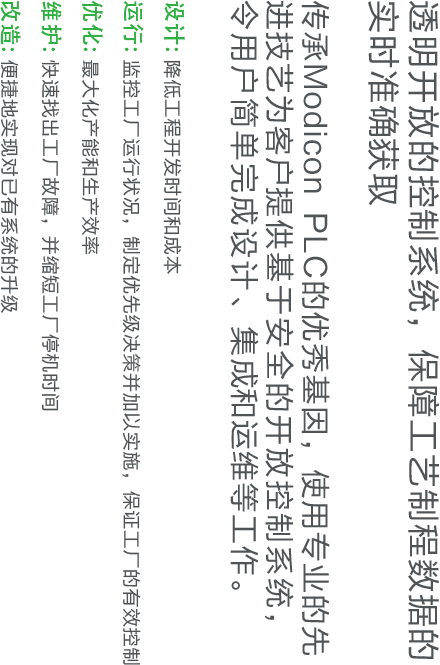 透明开放的控制系统，保障工艺制程数据的
实时准确获取
传承Modicon PLC的优秀基因，使用专业的先
进技艺为客户提供基于安全的开放控制系统，
令用户简单完成设计、集成和运维等工作。
设计：降低工程开发时间和成本
运行：监控工厂运行状况，制定优先级决策并加以实施，保证工厂的有效控制
优化：最大化产能和生产效率
维护：快速找出工厂故障，并缩短工厂停机时间
改造：便捷地实现对已有系统的升级